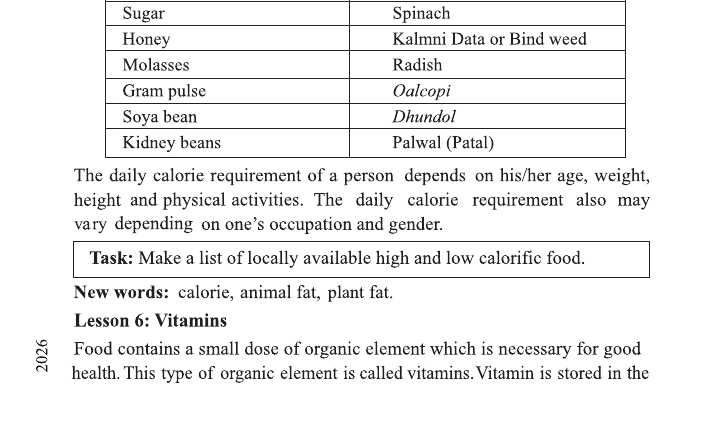 Sugar Spinach
Honey Kalmni Data or Bind weed
Molasses Radish
Gram pulse Oalcopi
Soya bean Dhundol
Kidney beans Palwal (Patal)
The daily calorie requirement of a person depends on his/her age, weight,
height and physical activities. The daily calorie requirement also may
vary depending on one’s occupation and gender.
Task: Make a list of locally available high and low calorific food.
New words: calorie, animal fat, plant fat.
Lesson 6: Vitamins
Food contains a small dose of organic element which is necessary for good
health. This type of organic element is called vitamins. Vitamin is stored in the
2026